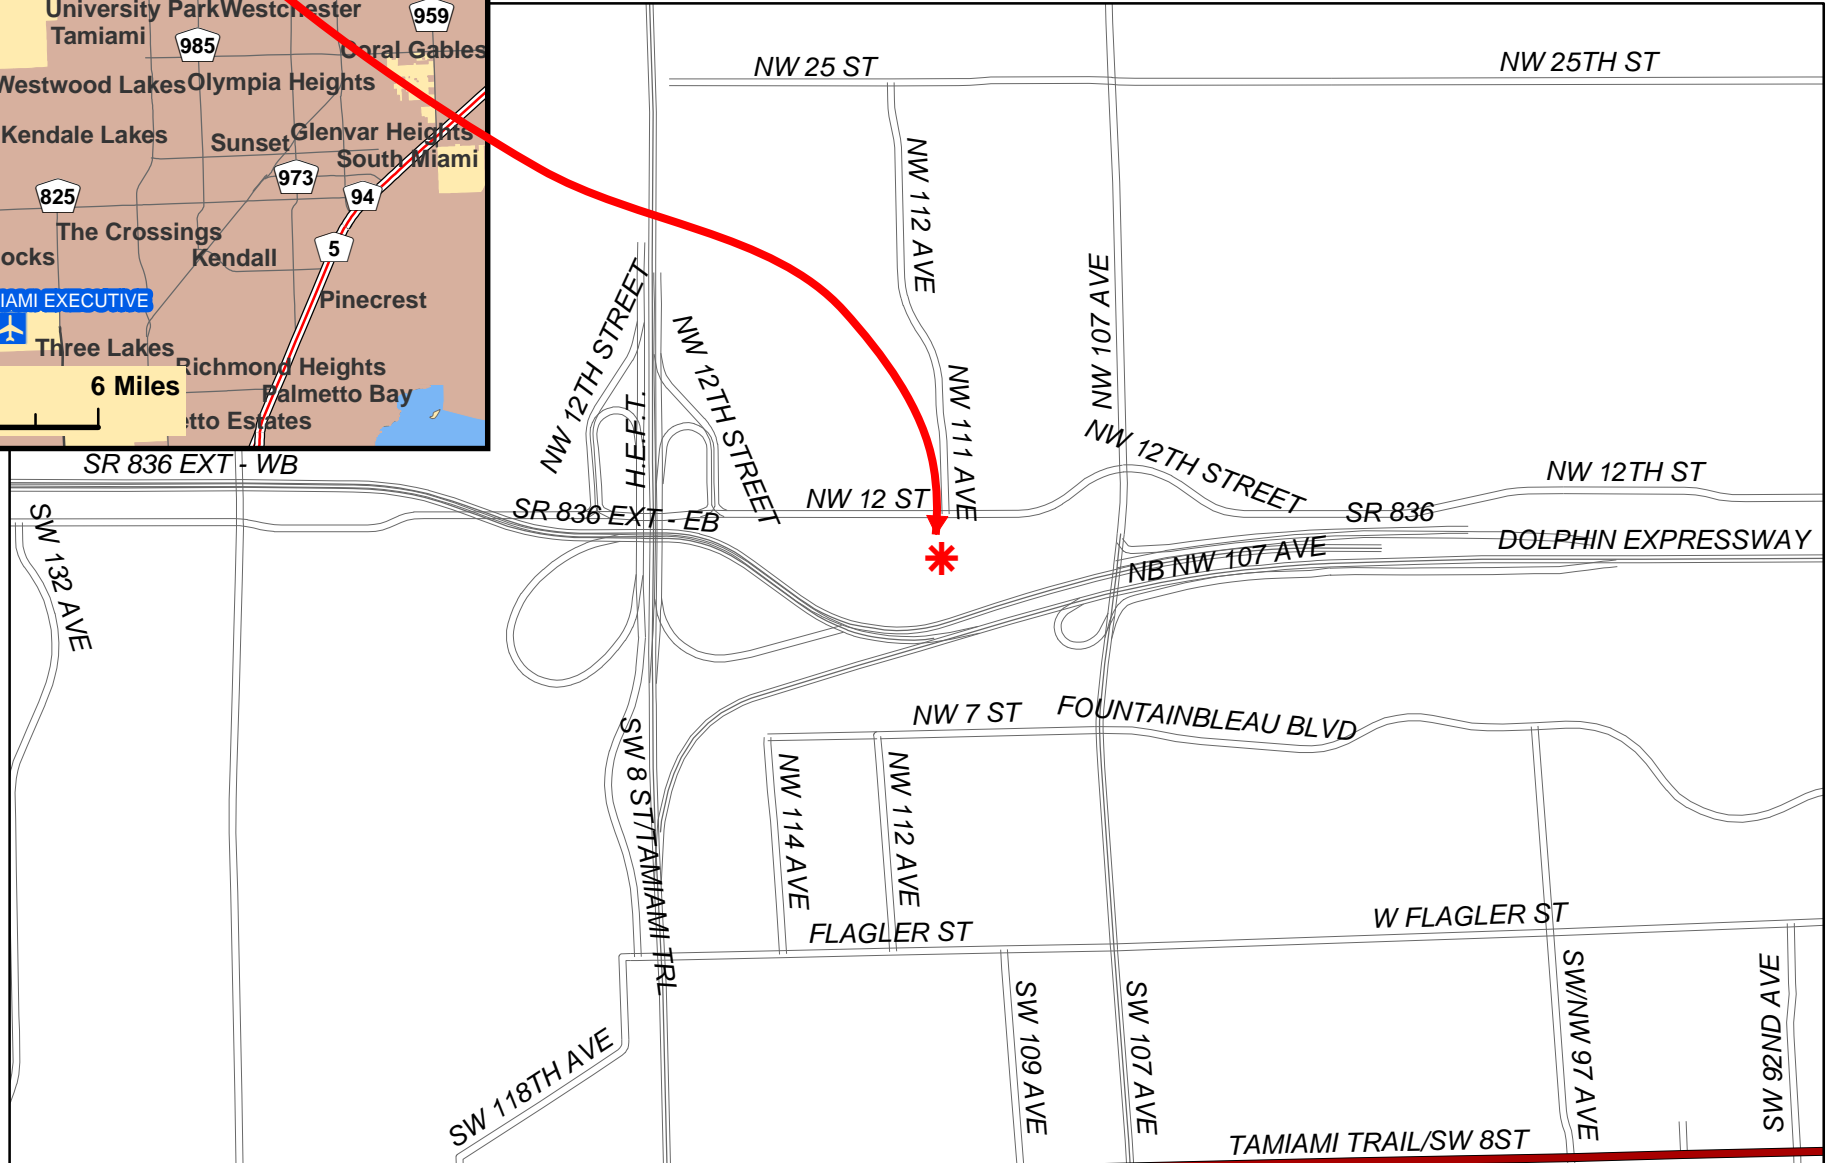 University Park
Westchester
959
Tamiami
985
Coral Gables
Westwood Lakes
Olympia Heights
Kendale Lakes
Sunset
Glenvar Heights
South Miami
973
825
94
The Crossings
5
ocks
Kendall
IAMI EXECUTIVE
Pinecrest
Three Lakes
Richmond Heights
6 Miles
Palmetto Bay
etto Estates
NW 25 ST
NW 25TH ST
NW 112 AVE
NW 107 AVE
NW 12TH STREET
NW 12TH STREET
H.E.F.T.
NW 111 AVE
NW 12TH STREET
SR 836 EXT - WB
NW 12TH ST
NW 12 ST
SR 836 EXT - EB
SR 836
DOLPHIN EXPRESSWAY
NB NW 107 AVE
SW 132 AVE
NW 7 ST
FOUNTAINBLEAU BLVD
SW 8 ST/TAMIAMI TRL
NW 114 AVE
NW 112 AVE
FLAGLER ST
W FLAGLER ST
SW 118TH AVE
SW 109 AVE
SW 107 AVE
SW/NW 97 AVE
SW 92ND AVE
TAMIAMI TRAIL/SW 8ST